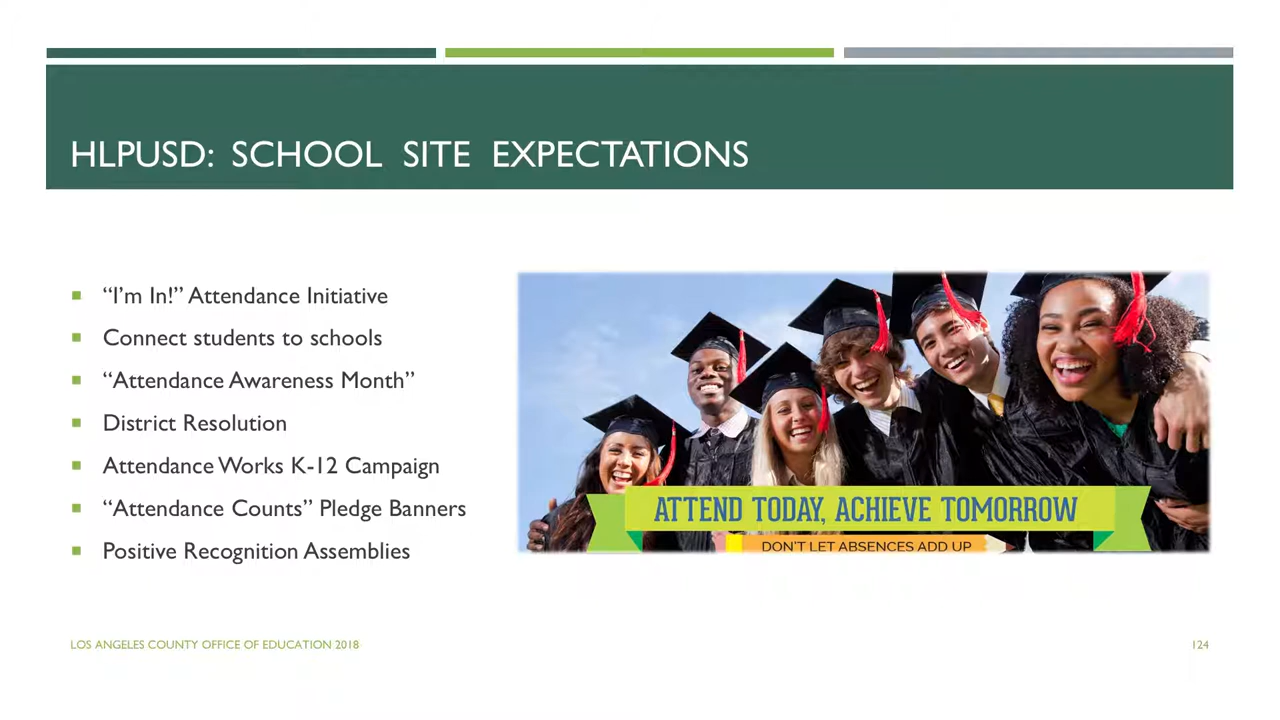 HLPUSD: SCHOOL SITE EXPECTATIONS
“I’m In!” Attendance Initiative
Connect students to schools
“Attendance Awareness Month”
District Resolution
Attendance Works K-12 Campaign
“Attendance Counts” Pledge Banners
Positive Recognition Assemblies
ATTEND TODAY, ACHIEVE TOMORROW
DON'T LET ABSENCES ADD UP
LOS ANGELES COUNTY OFFICE OF EDUCATION 2018
124